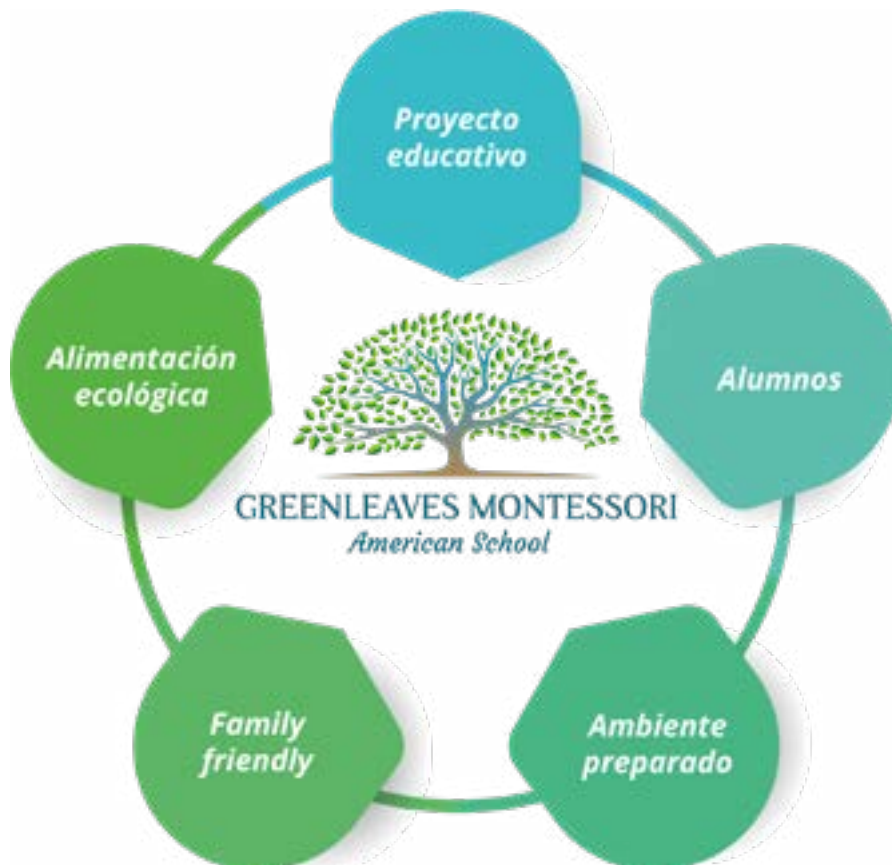 Proyecto
educativo
Alimentación
ecológica
Alumnos
GREENLEAVES MONTESSORI
American School
Family
friendly
Ambiente
preparado